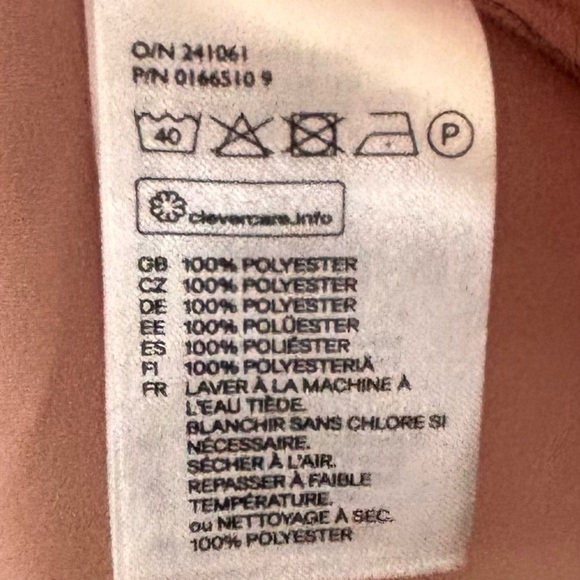 O/N 241061
P/N 0166510 9
40 P
clevercare.info
GB 100% POLYESTER
CZ 100% POLYESTER
DE 100% POLYESTER
EE 100% POLÜESTER
ES 100% POLIÉSTER
FI 100% POLYESTERIÄ
FR LAVER À LA MACHINE À
L'EAU TIÈDE.
BLANCHIR SANS CHLORE SI
NÉCESSAIRE.
SÉCHER À L'AIR.
REPASSER À FAIBLE
TEMPÉRATURE.
ou NETTOYAGE À SEC.
100% POLYESTER